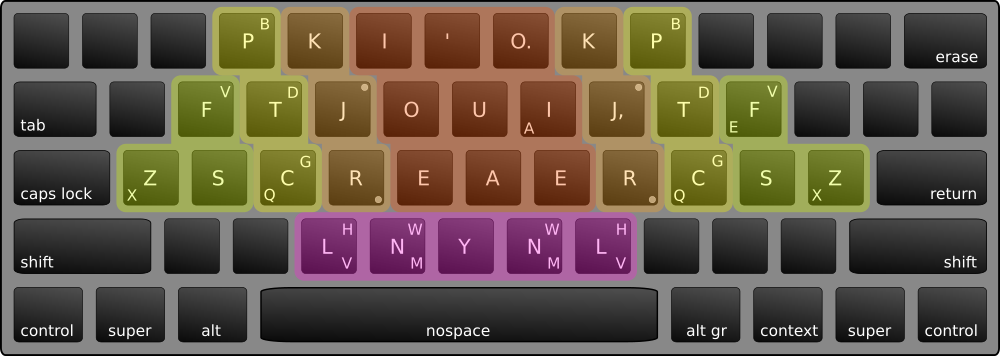 P B K I ' O. K P B erase
tab F V T D J O U I A J, T D F V E
caps lock Z X S C G Q R E A E R C G Q S Z X return
shift L H V N W M Y N W M L H V shift
control super alt nospace alt gr context super control